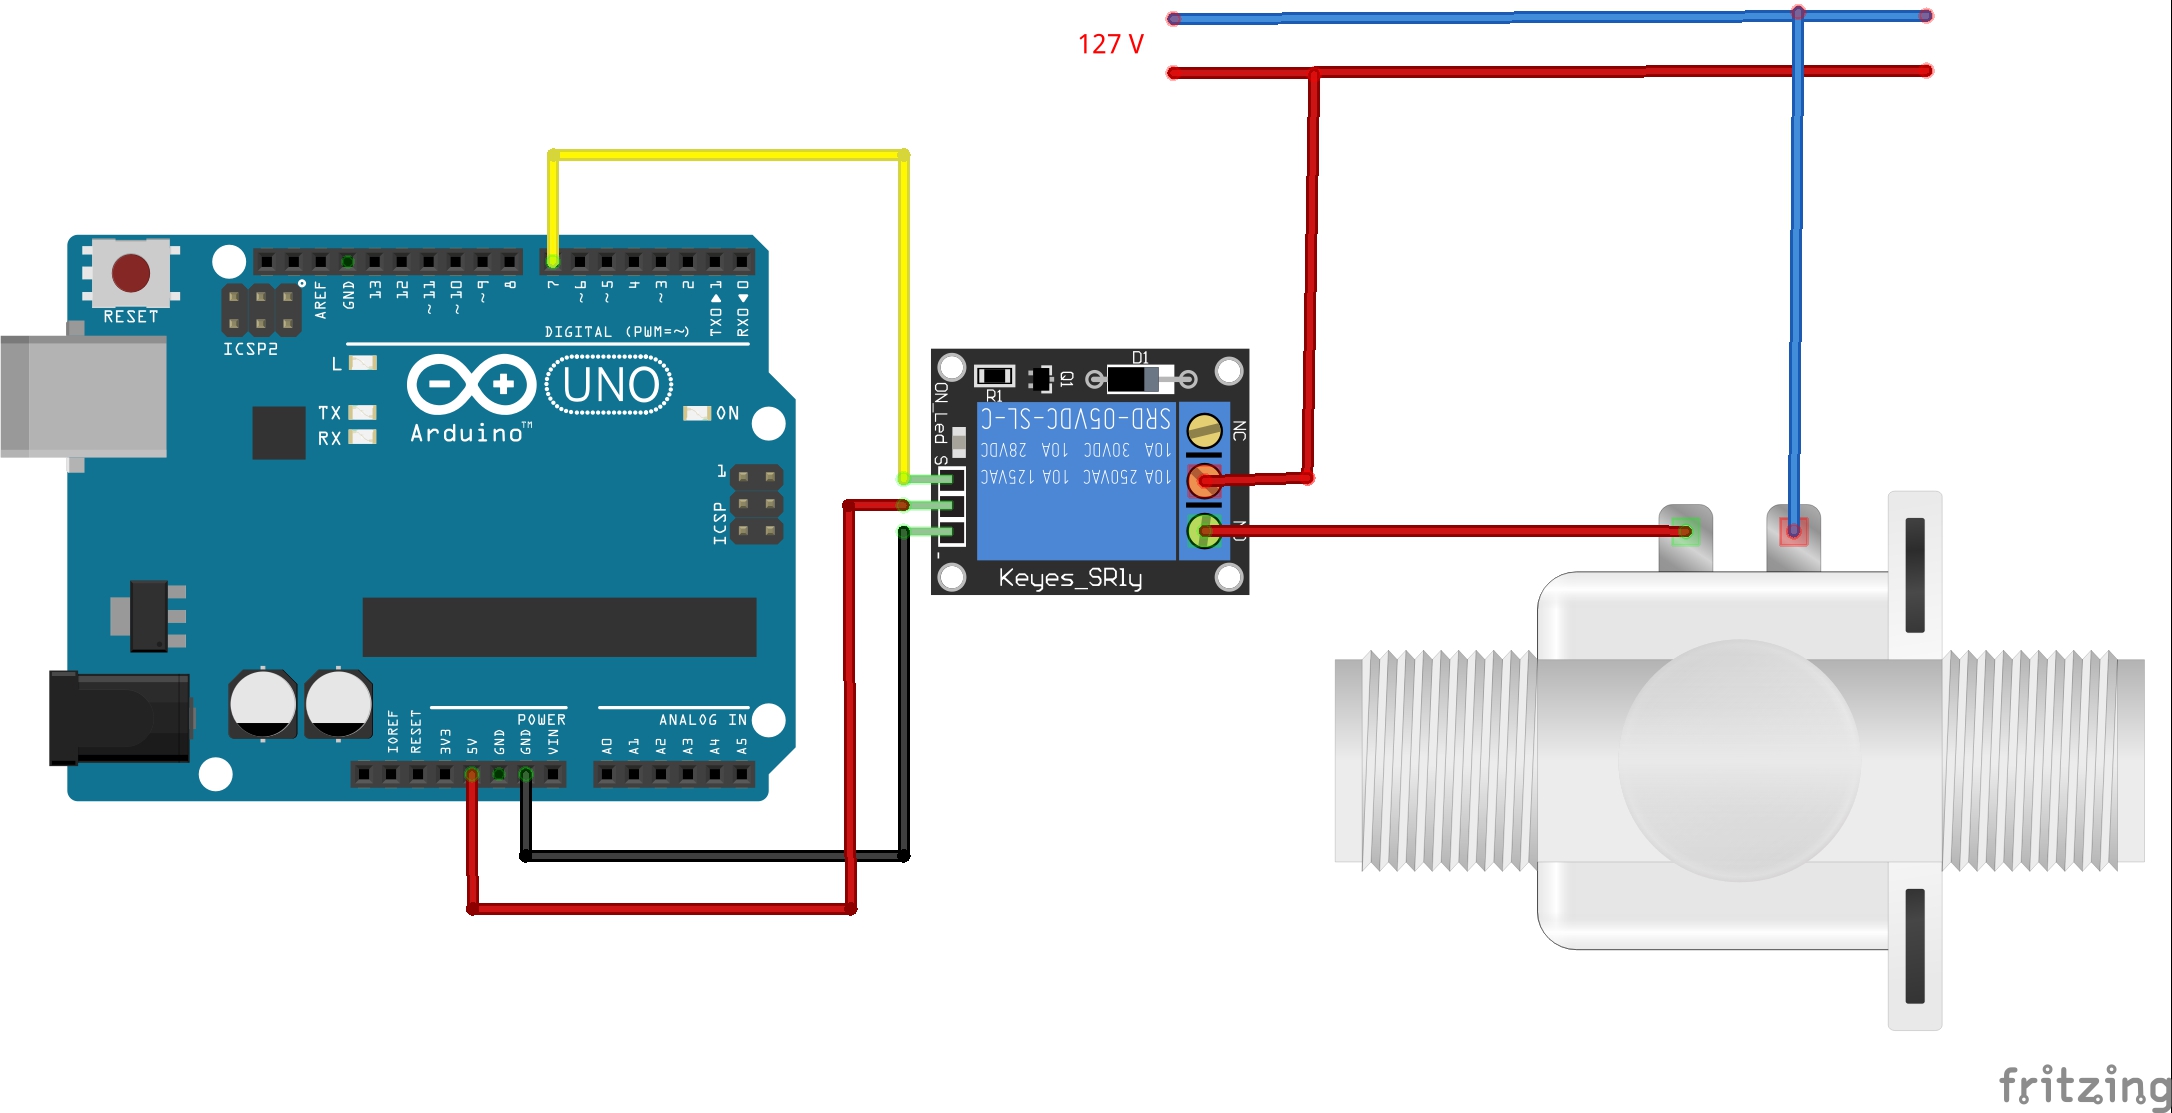 127 V
RESET
ICSP2
AREF
GND
13
12
~11
~10
~9
8
7
~6
~5
4
~3
2
TX0 1
RX0 0
DIGITAL (PWM=~)
L
TX
RX
UNO
Arduino™
ON
1
ICSP
IOREF
RESET
3V3
5V
GND
GND
VIN
POWER
A0
A1
A2
A3
A4
A5
ANALOG IN
ON_Led
S
-
R1
Q1
D1
SRD-05VDC-SL-C
10A 30VDC 10A 28VDC
10A 250VAC 10A 125VAC
NC
NO
Keyes_SRly
fritzing